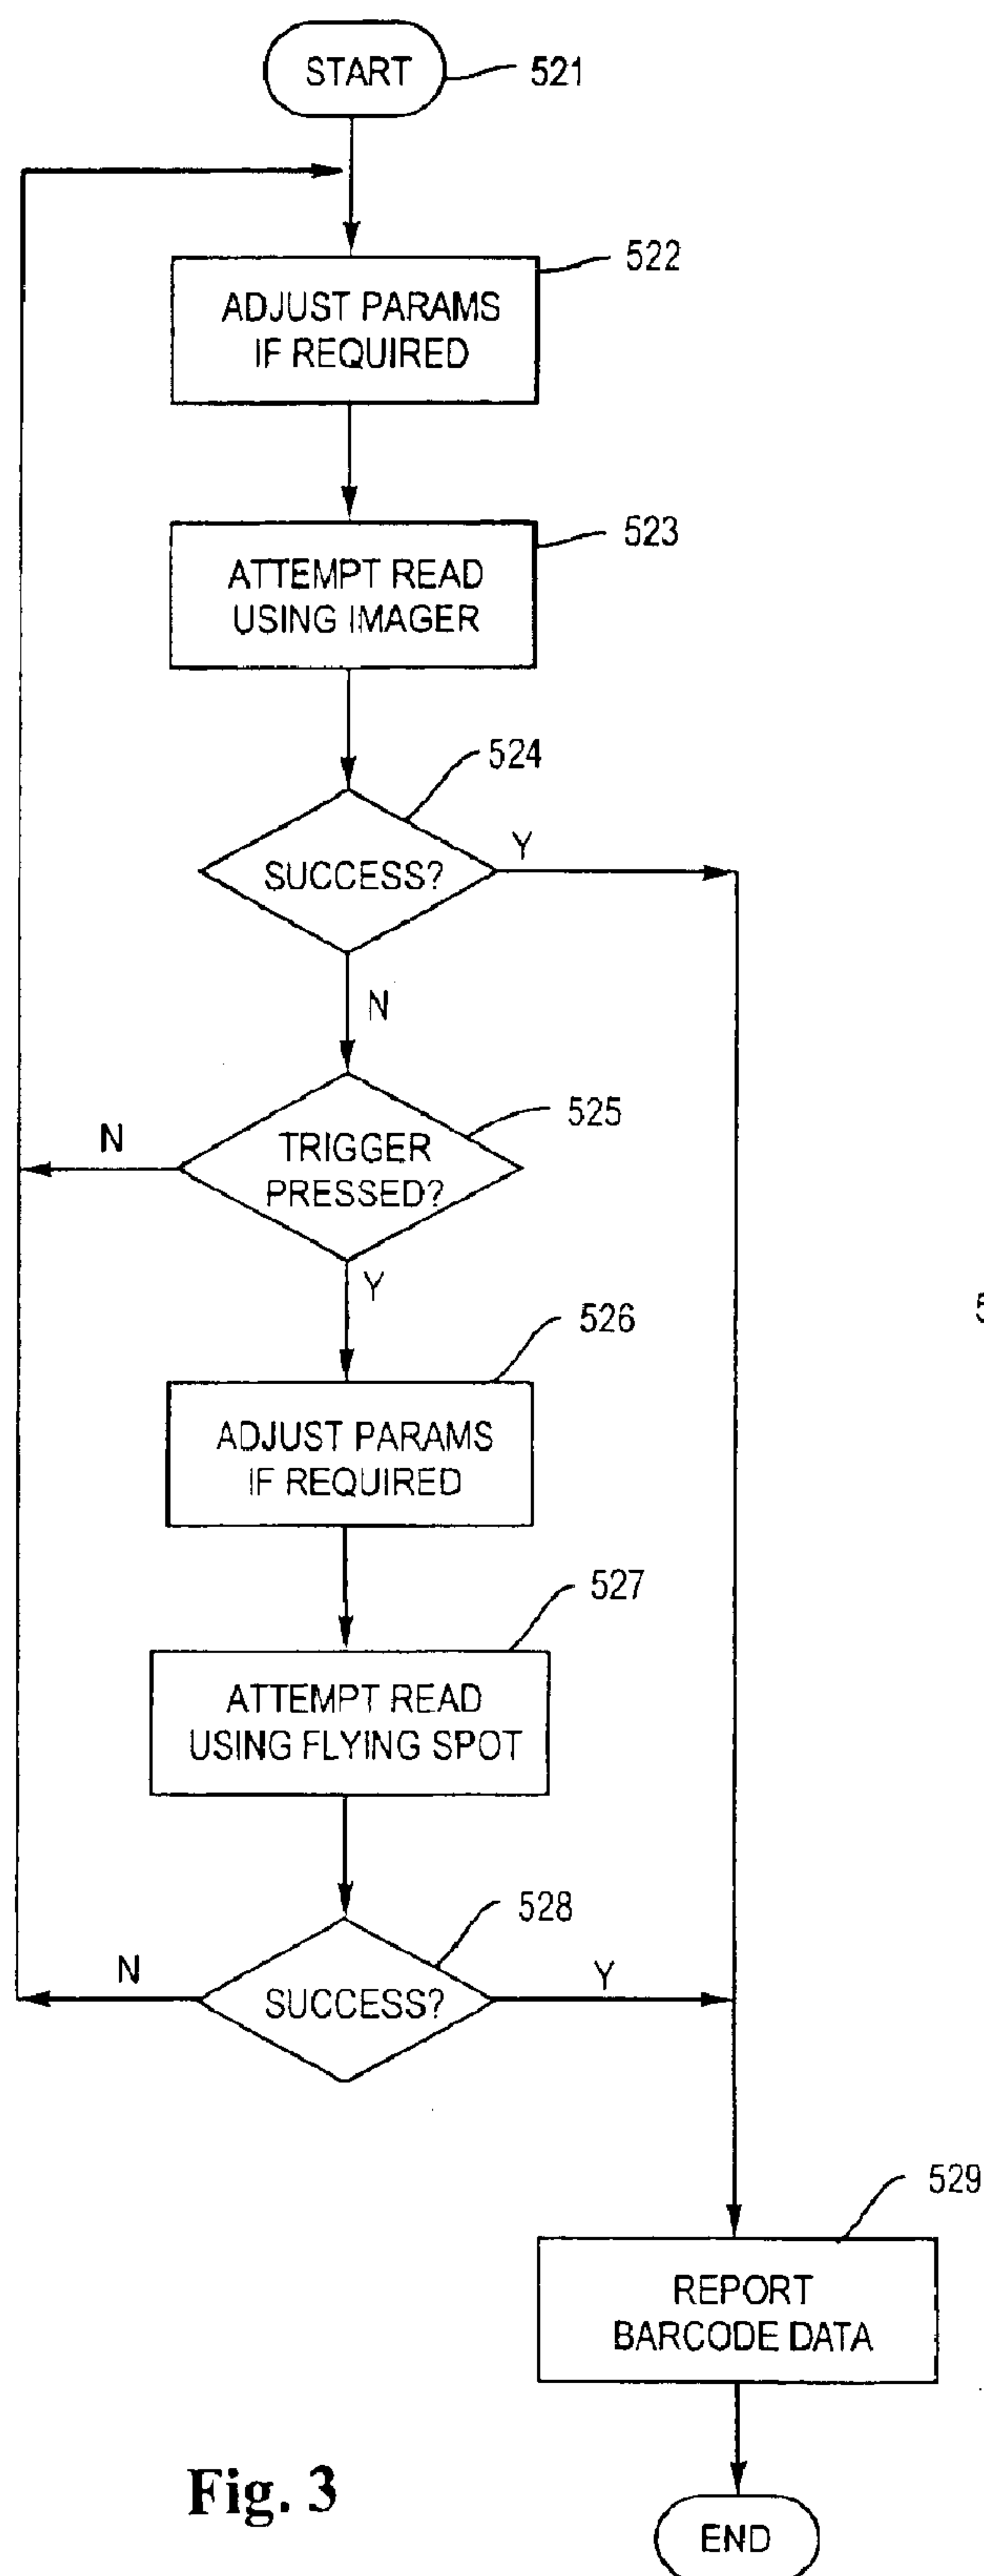 START
521
522
ADJUST PARAMS
IF REQUIRED
523
ATTEMPT READ
USING IMAGER
524
SUCCESS?
Y
N
525
TRIGGER
PRESSED?
N
Y
526
5
ADJUST PARAMS
IF REQUIRED
527
ATTEMPT READ
USING FLYING SPOT
528
SUCCESS?
N
Y
529
REPORT
BARCODE DATA
Fig. 3
END